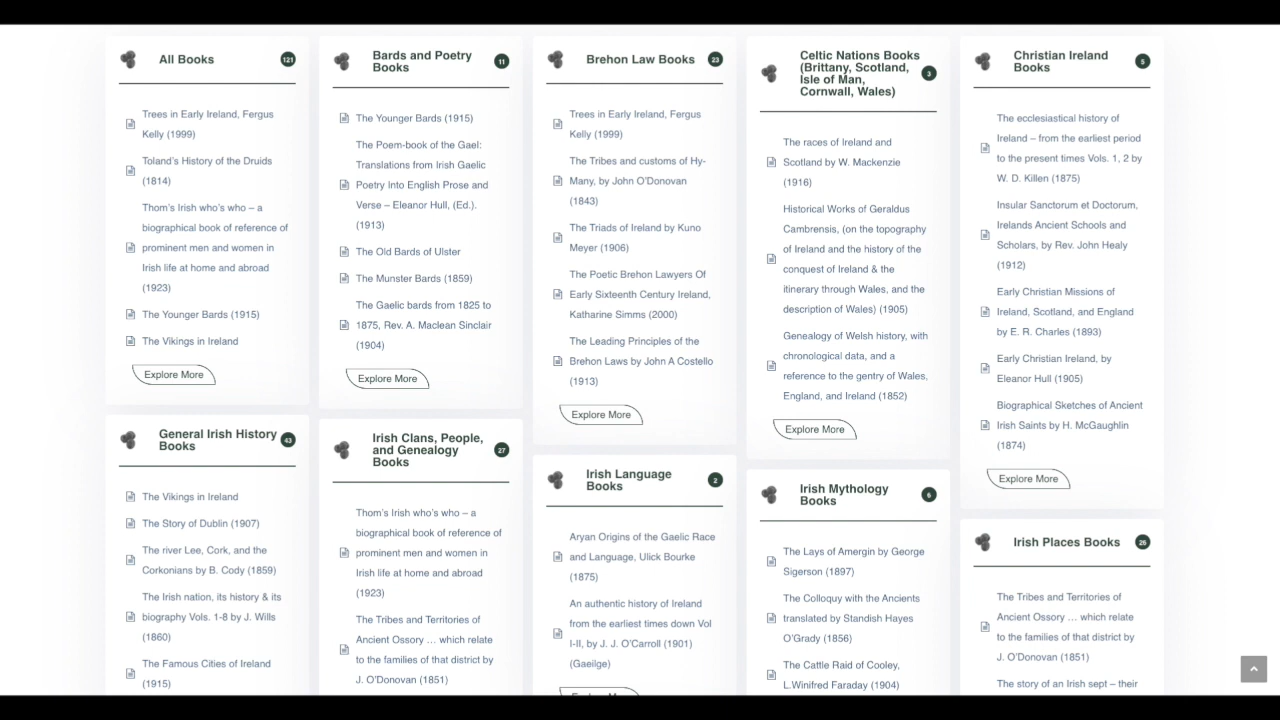 All Books
121
Trees in Early Ireland, Fergus
Kelly (1999)
Toland's History of the Druids
(1814)
Thom's Irish who's who – a
biographical book of reference of
prominent men and women in
Irish life at home and abroad
(1923)
The Younger Bards (1915)
The Vikings in Ireland
Explore More
Bards and Poetry
Books
11
The Younger Bards (1915)
The Poem-book of the Gael:
Translations from Irish Gaelic
Poetry Into English Prose and
Verse – Eleanor Hull, (Ed.).
(1913)
The Old Bards of Ulster
The Munster Bards (1859)
The Gaelic bards from 1825 to
1875, Rev. A. Maclean Sinclair
(1904)
Explore More
Brehon Law Books
23
Trees in Early Ireland, Fergus
Kelly (1999)
The Tribes and customs of Hy-
Many, by John O'Donovan
(1843)
The Triads of Ireland by Kuno
Meyer (1906)
The Poetic Brehon Lawyers Of
Early Sixteenth Century Ireland,
Katharine Simms (2000)
The Leading Principles of the
Brehon Laws by John A Costello
(1913)
Explore More
Celtic Nations Books
(Brittany, Scotland,
Isle of Man,
Cornwall, Wales)
3
The races of Ireland and
Scotland by W. Mackenzie
(1916)
Historical Works of Geraldus
Cambrensis, (on the topography
of Ireland and the history of the
conquest of Ireland & the
itinerary through Wales, and the
description of Wales) (1905)
Genealogy of Welsh history, with
chronological data, and a
reference to the gentry of Wales,
England, and Ireland (1852)
Explore More
Christian Ireland
Books
5
The ecclesiastical history of
Ireland – from the earliest period
to the present times Vols. 1, 2 by
W. D. Killen (1875)
Insular Sanctorum et Doctorum,
Irelands Ancient Schools and
Scholars, by Rev. John Healy
(1912)
Early Christian Missions of
Ireland, Scotland, and England
by E. R. Charles (1893)
Early Christian Ireland, by
Eleanor Hull (1905)
Biographical Sketches of Ancient
Irish Saints by H. McGaughlin
(1874)
Explore More
General Irish History
Books
43
The Vikings in Ireland
The Story of Dublin (1907)
The river Lee, Cork, and the
Corkonians by B. Cody (1859)
The Irish nation, its history & its
biography Vols. 1-8 by J. Wills
(1860)
The Famous Cities of Ireland
(1915)
Irish Clans, People,
and Genealogy
Books
27
Thom's Irish who's who – a
biographical book of reference of
prominent men and women in
Irish life at home and abroad
(1923)
The Tribes and Territories of
Ancient Ossory … which relate
to the families of that district by
J. O'Donovan (1851)
Irish Language
Books
2
Aryan Origins of the Gaelic Race
and Language, Ulick Bourke
(1875)
An authentic history of Ireland
from the earliest times down Vol
I-II, by J. J. O'Carroll (1901)
(Gaeilge)
Explore More
Irish Mythology
Books
6
The Lays of Amergin by George
Sigerson (1897)
The Colloquy with the Ancients
translated by Standish Hayes
O'Grady (1856)
The Cattle Raid of Cooley,
L.Winifred Faraday (1904)
Irish Places Books
26
The Tribes and Territories of
Ancient Ossory … which relate
to the families of that district by
J. O'Donovan (1851)
The story of an Irish sept – their